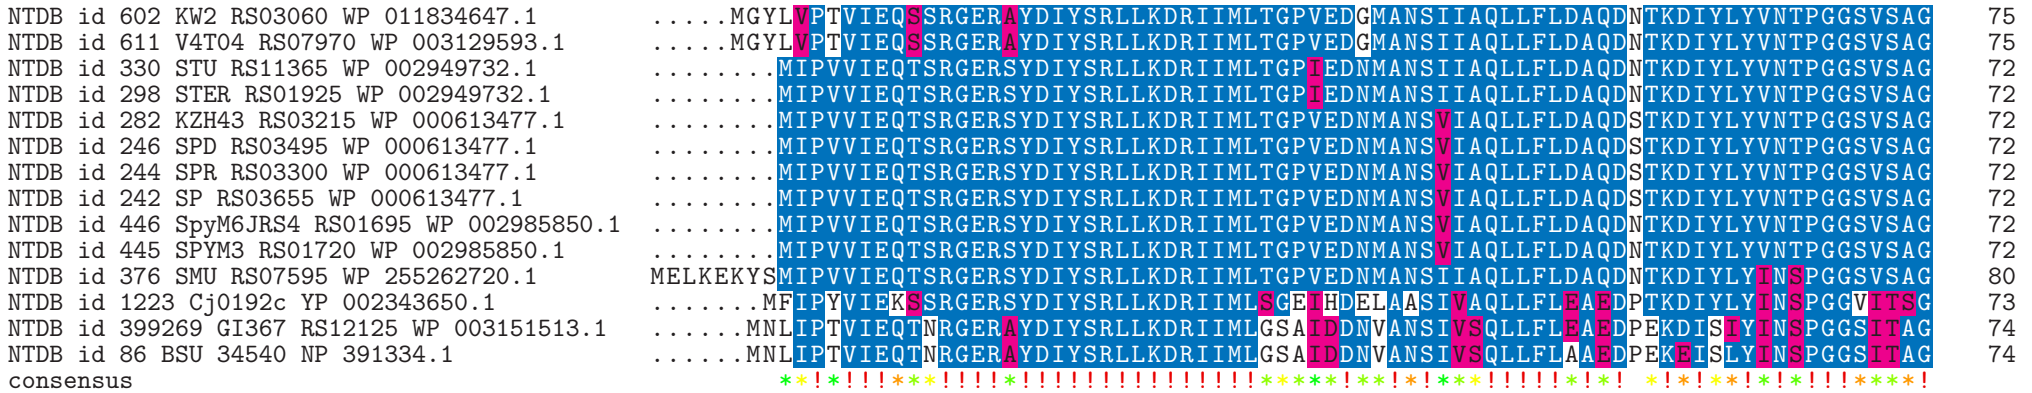 NTDB id 602 KW2 RS03060 WP 011834647.1 .....MGYLVPTVIEQSSRGERAYDIYSRLLKDRIIMLTGPVEDGMANSIIAQLLFLDAQDNTKDIYLYVNTPGGSVSAG 75
NTDB id 611 V4T04 RS07970 WP 003129593.1 .....MGYLVPTVIEQSSRGERAYDIYSRLLKDRIIMLTGPVEDGMANSIIAQLLFLDAQDNTKDIYLYVNTPGGSVSAG 75
NTDB id 330 STU RS11365 WP 002949732.1 ........MIPVVIEQTSRGERSYDIYSRLLKDRIIMLTGPIEDNMANSIIAQLLFLDAQDNTKDIYLYVNTPGGSVSAG 72
NTDB id 298 STER RS01925 WP 002949732.1 ........MIPVVIEQTSRGERSYDIYSRLLKDRIIMLTGPIEDNMANSIIAQLLFLDAQDNTKDIYLYVNTPGGSVSAG 72
NTDB id 282 KZH43 RS03215 WP 000613477.1 ........MIPVVIEQTSRGERSYDIYSRLLKDRIIMLTGPVEDNMANSVIAQLLFLDAQDSTKDIYLYVNTPGGSVSAG 72
NTDB id 246 SPD RS03495 WP 000613477.1 ........MIPVVIEQTSRGERSYDIYSRLLKDRIIMLTGPVEDNMANSVIAQLLFLDAQDSTKDIYLYVNTPGGSVSAG 72
NTDB id 244 SPR RS03300 WP 000613477.1 ........MIPVVIEQTSRGERSYDIYSRLLKDRIIMLTGPVEDNMANSVIAQLLFLDAQDSTKDIYLYVNTPGGSVSAG 72
NTDB id 242 SP RS03655 WP 000613477.1 ........MIPVVIEQTSRGERSYDIYSRLLKDRIIMLTGPVEDNMANSVIAQLLFLDAQDSTKDIYLYVNTPGGSVSAG 72
NTDB id 446 SpyM6JRS4 RS01695 WP 002985850.1 ........MIPVVIEQTSRGERSYDIYSRLLKDRIIMLTGPVEDNMANSVIAQLLFLDAQDNTKDIYLYVNTPGGSVSAG 72
NTDB id 445 SPYM3 RS01720 WP 002985850.1 ........MIPVVIEQTSRGERSYDIYSRLLKDRIIMLTGPVEDNMANSVIAQLLFLDAQDNTKDIYLYVNTPGGSVSAG 72
NTDB id 376 SMU RS07595 WP 255262720.1 MELKEKYSMIPVVIEQTSRGERSYDIYSRLLKDRIIMLTGPVEDNMANSIIAQLLFLDAQDNTKDIYLYINSPGGSVSAG 80
NTDB id 1223 Cj0192c YP 002343650.1 .......MFIPYVIEKSSRGERSYDIYSRLLKDRIIMLSGEIHDELAASIVAQLLFLEAEDPTKDIYLYINSPGGVITSG 73
NTDB id 399269 GI367 RS12125 WP 003151513.1 ......MNLIPTVIEQTNRGERAYDIYSRLLKDRIIMLGSAIDDNVANSIVSQLLFLEAEDPEKDISIYINSPGGSITAG 74
NTDB id 86 BSU 34540 NP 391334.1 ......MNLIPTVIEQTNRGERAYDIYSRLLKDRIIMLGSAIDDNVANSIVSQLLFLAAEDPEKEISLYINSPGGSITAG 74
consensus **!*!!!***!!!!*!!!!!!!!!!!!!!!*****!**!*!***!!!!!*!*! *!*!**!*!*!!!****!